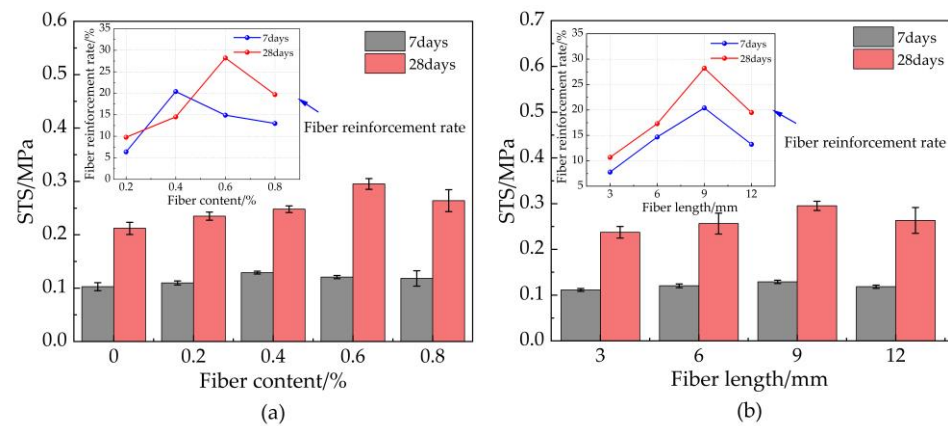 (a)
0.6
0.5
0.4
0.3
0.2
0.1
0.0
STS/MPa
7days
28days
35
30
25
20
15
10
5
0
Fiber reinforcement rate/%
7days
28days
0.2 0.4 0.6 0.8
Fiber content/%
Fiber reinforcement rate
0 0.2 0.4 0.6 0.8
Fiber content/%
(a)
(b)
0.7
0.6
0.5
0.4
0.3
0.2
0.1
0.0
STS/MPa
7days
28days
35
30
25
20
15
10
5
Fiber reinforcement rate/%
7days
28days
3 6 9 12
Fiber length/mm
Fiber reinforcement rate
3 6 9 12
Fiber length/mm
(b)